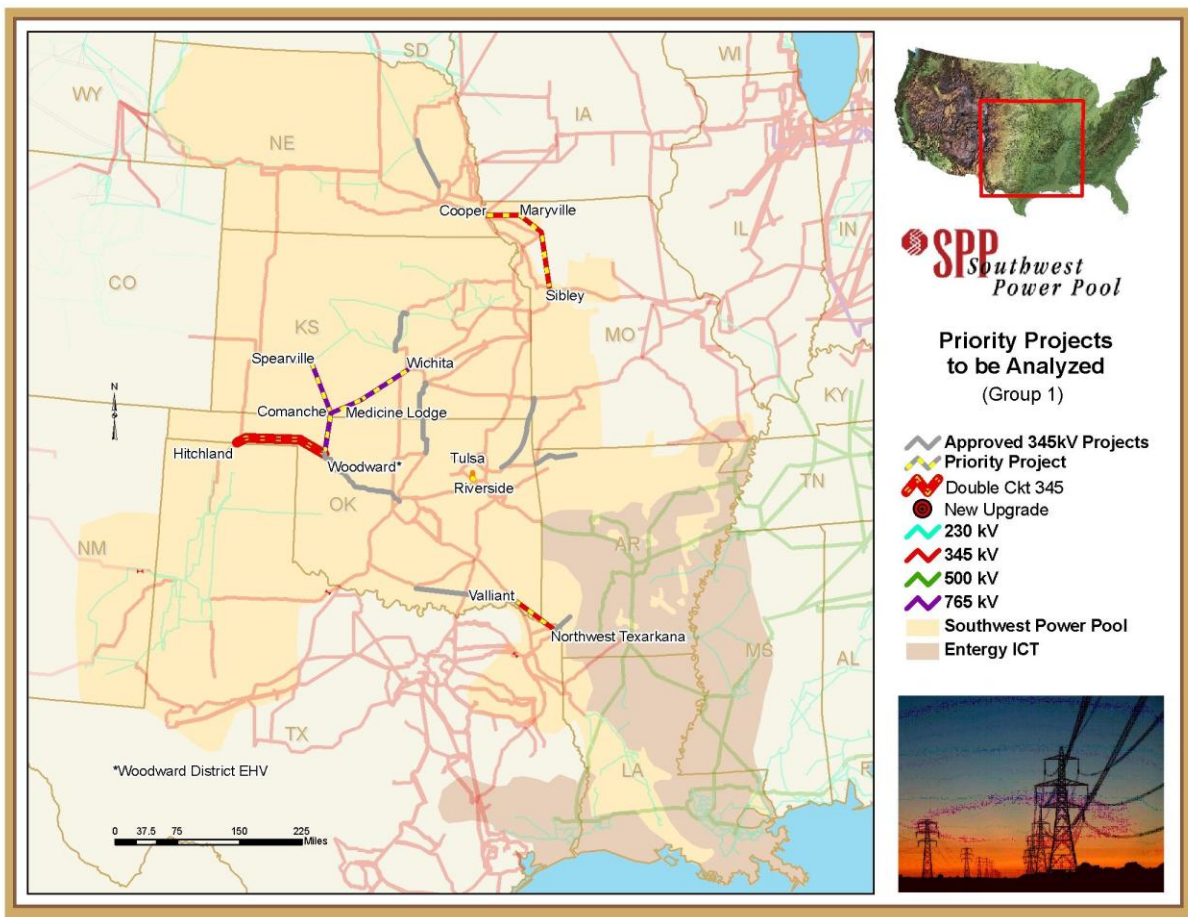 SD
WI
WY
IA
NE
Cooper
Maryville
IL
IN
CO
Sibley
KS
MO
Spearville
Wichita
KY
Comanche
Medicine Lodge
N
Hitchland
Woodward*
Tulsa
Riverside
TN
OK
NM
AR
Valliant
Northwest Texarkana
MS
AL
TX
*Woodward District EHV
LA
0 37.5 75 150 225
Miles
SPP
Southwest
Power Pool
Priority Projects
to be Analyzed
(Group 1)
Approved 345kV Projects
Priority Project
Double Ckt 345
New Upgrade
230 kV
345 kV
500 kV
765 kV
Southwest Power Pool
Entergy ICT